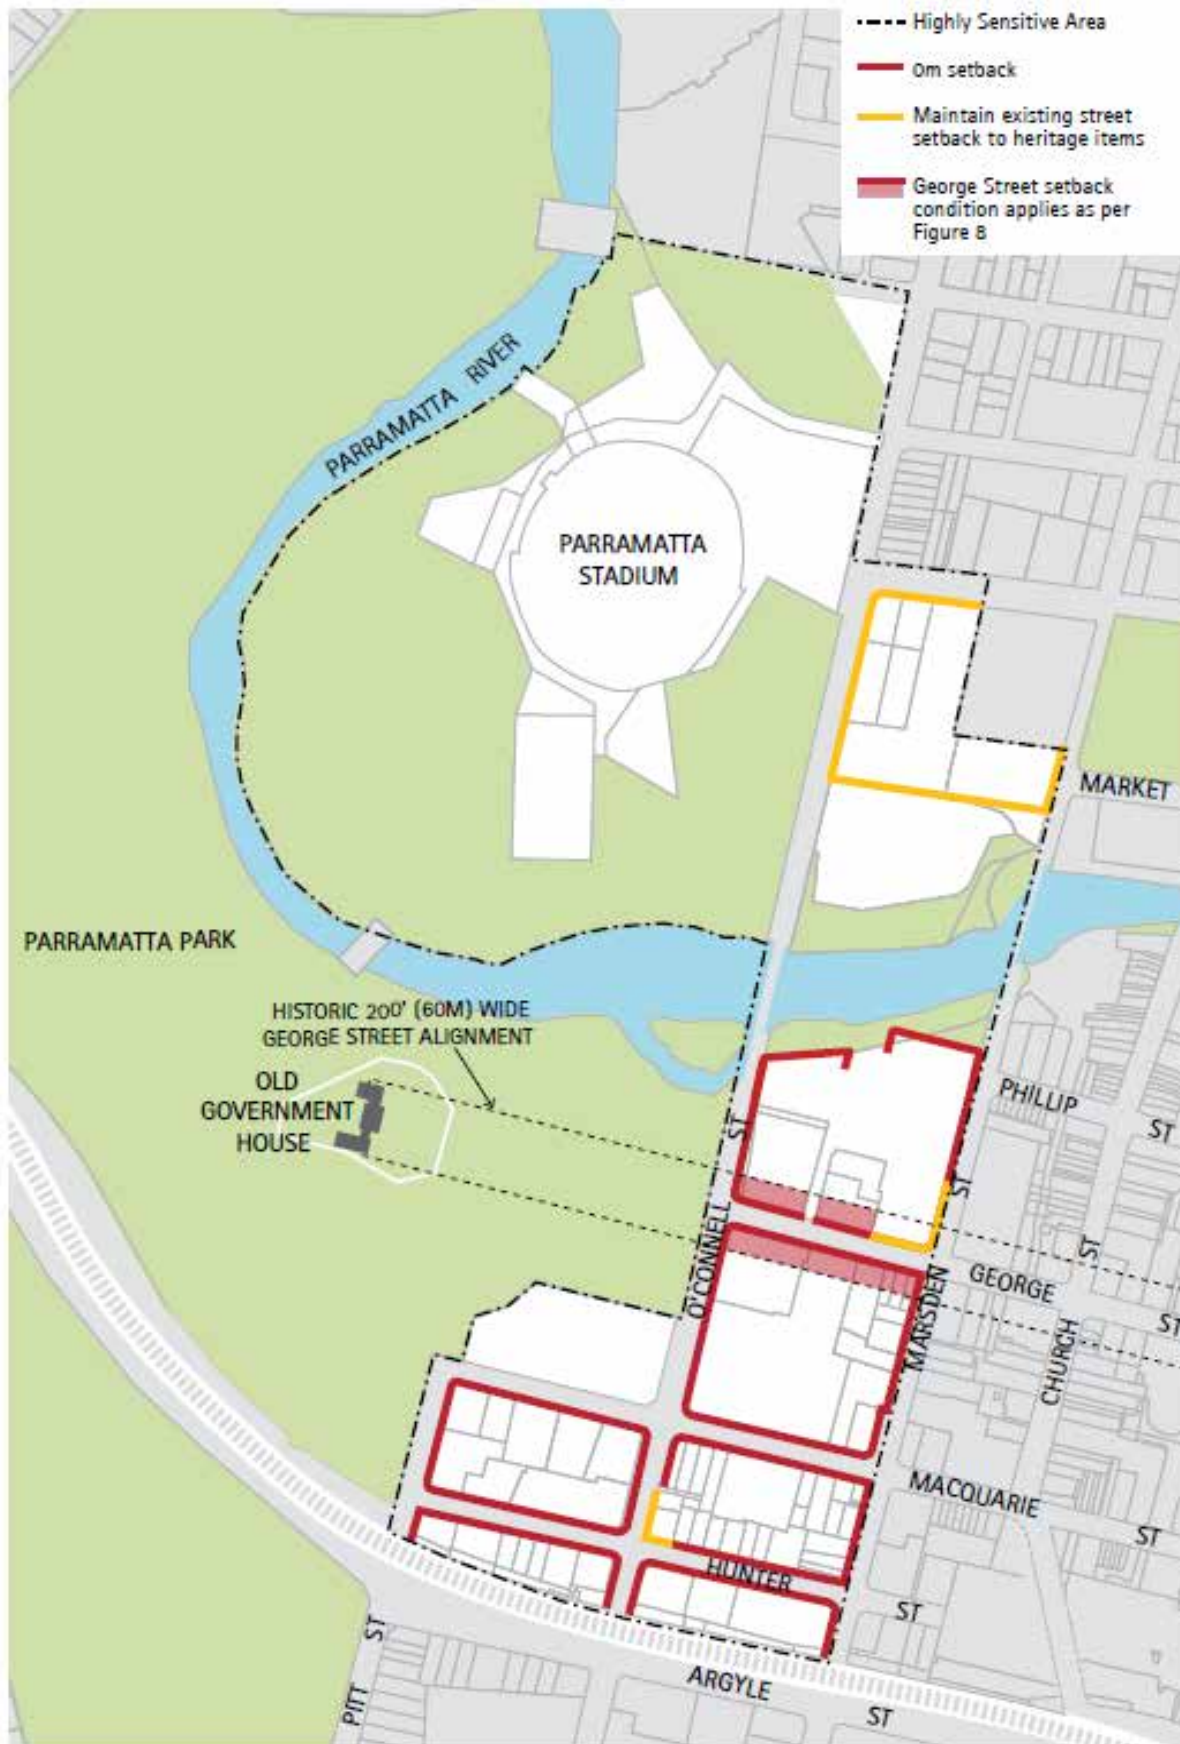 Highly Sensitive Area
0m setback
Maintain existing street
setback to heritage items
George Street setback
condition applies as per
Figure 8
PARRAMATTA RIVER
PARRAMATTA
STADIUM
MARKET
PARRAMATTA PARK
HISTORIC 200' (60M) WIDE
GEORGE STREET ALIGNMENT
OLD
GOVERNMENT
HOUSE
PHILLIP
ST
ST
ST
O'CONNELL
ST
MARSDEN
GEORGE
ST
CHURCH
MACQUARIE
ST
HUNTER
ST
ARGYLE
ST
PITT
ST